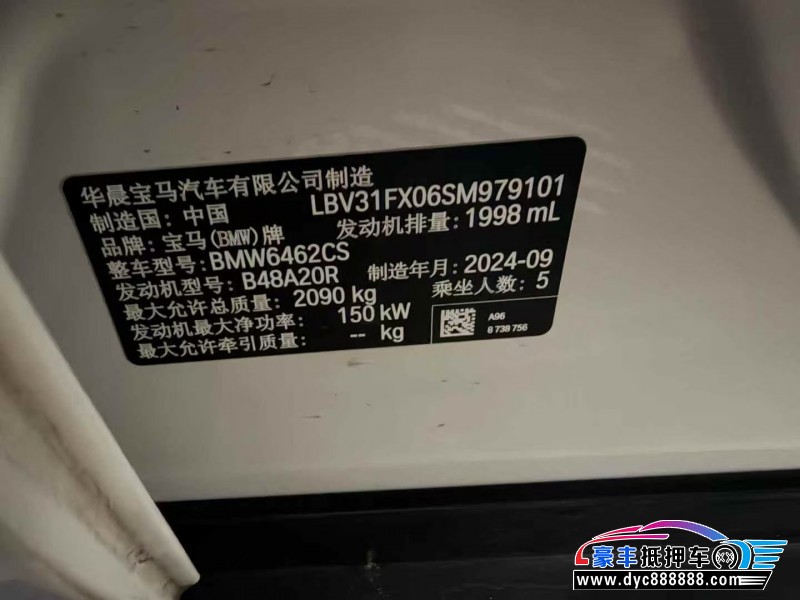 华晨宝马汽车有限公司制造
制造国: 中国 LBV31FX06SM979101
品牌: 宝马(BMW)牌 发动机排量: 1998 mL
整车型号: BMW6462CS
发动机型号: B48A20R 制造年月: 2024-09
最大允许总质量: 2090 kg 乘坐人数: 5
发动机最大净功率: 150 kW
最大允许牵引质量: -- kg
A96
8 738 756
豪丰抵押车
www.dyc888888.com